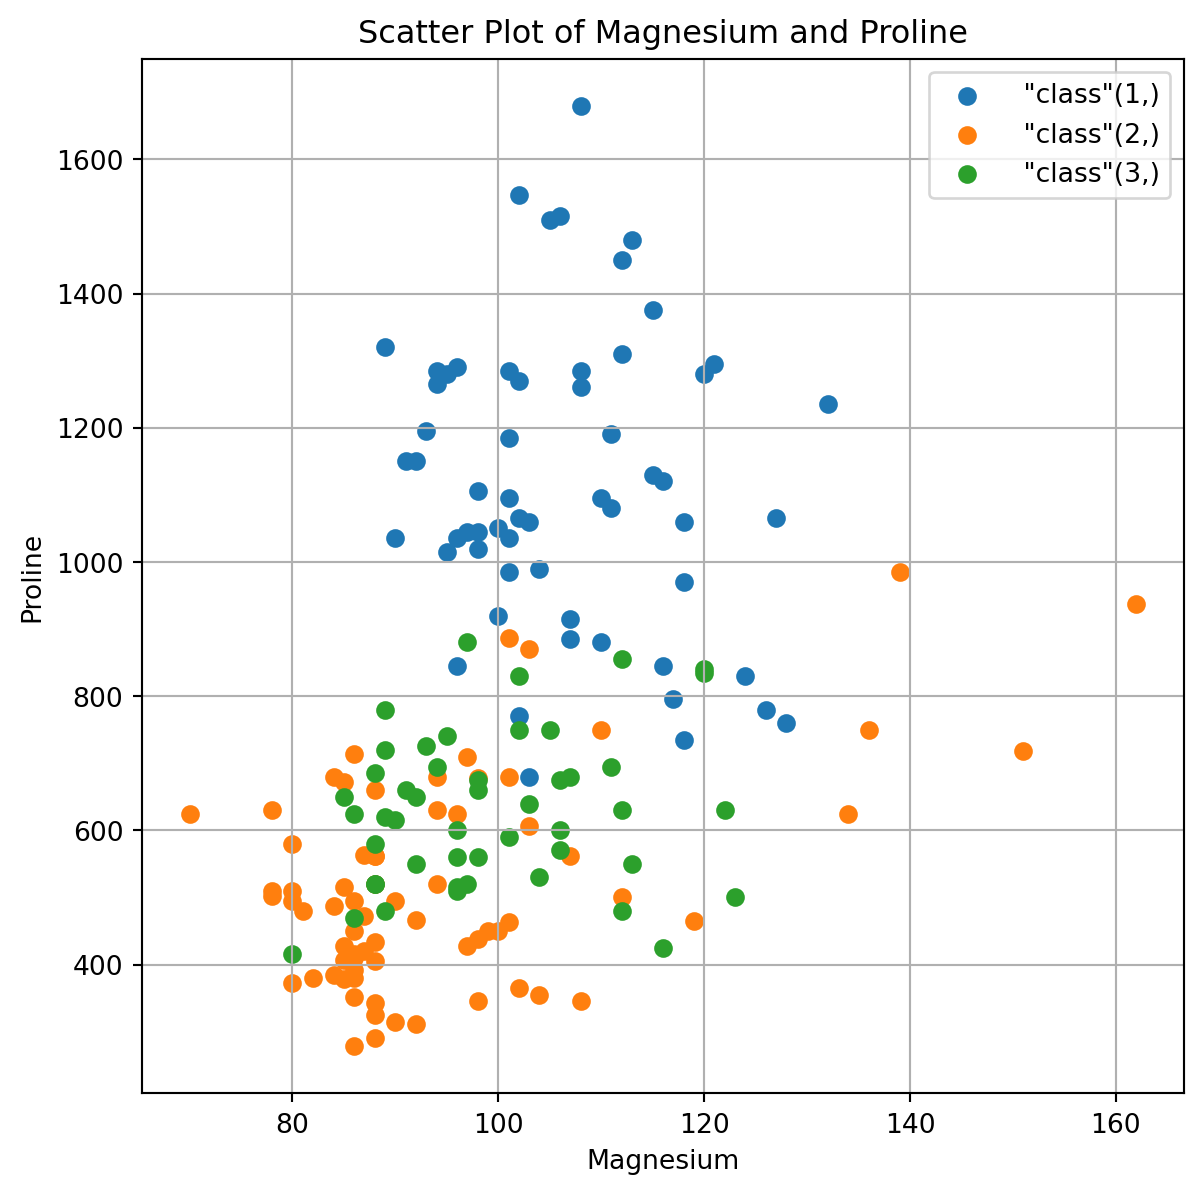 Scatter Plot of Magnesium and Proline
"class"(1,)
"class"(2,)
"class"(3,)
1600
1400
1200
1000
800
600
400
Proline
80 100 120 140 160
Magnesium